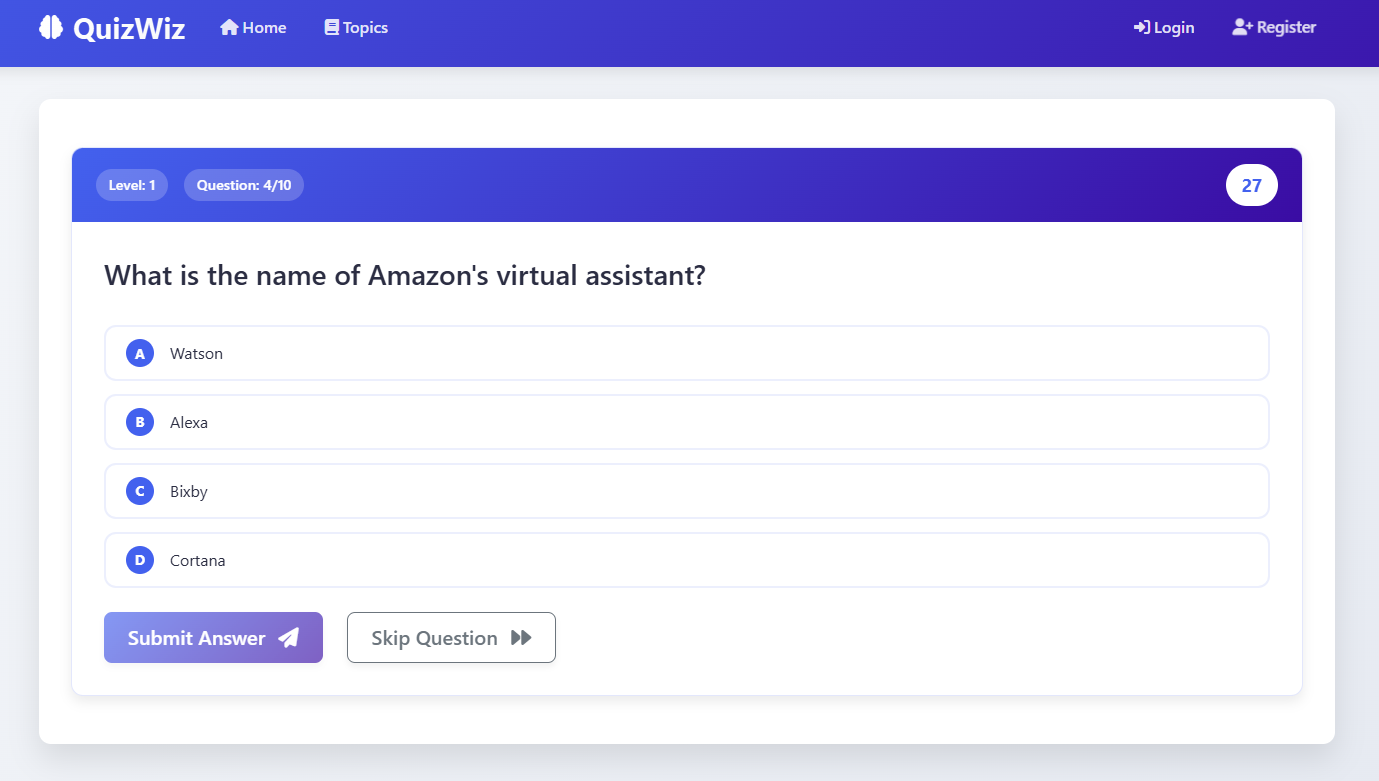 QuizWiz Home Topics Login Register
Level: 1 Question: 4/10 27
What is the name of Amazon's virtual assistant?
A Watson
B Alexa
C Bixby
D Cortana
Submit Answer Skip Question